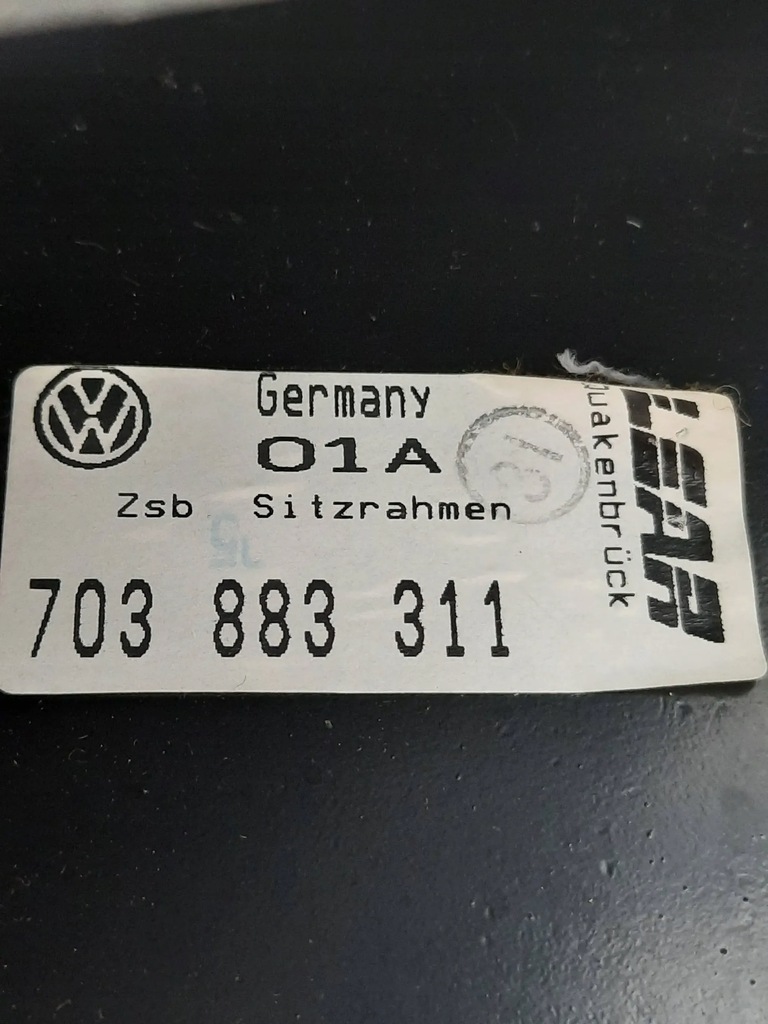 Germany
01A
Zsb Sitzrahmen
703 883 311
LEAR
Quakenbrück